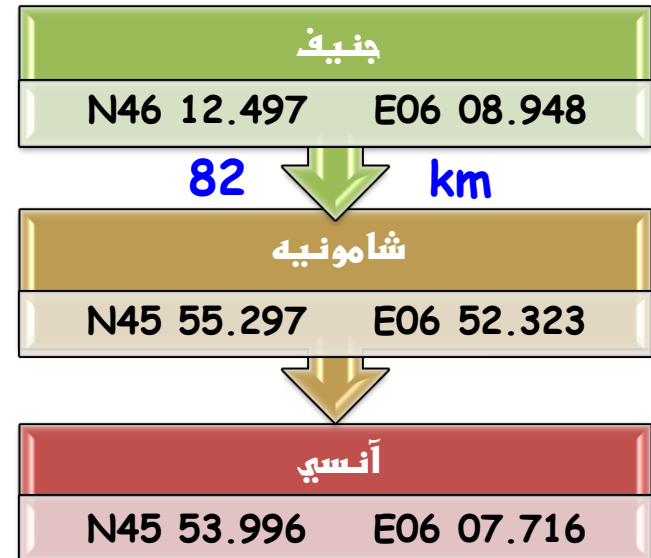 جنيف
N46 12.497 E06 08.948
82 km
شامونيه
N45 55.297 E06 52.323
آنسي
N45 53.996 E06 07.716